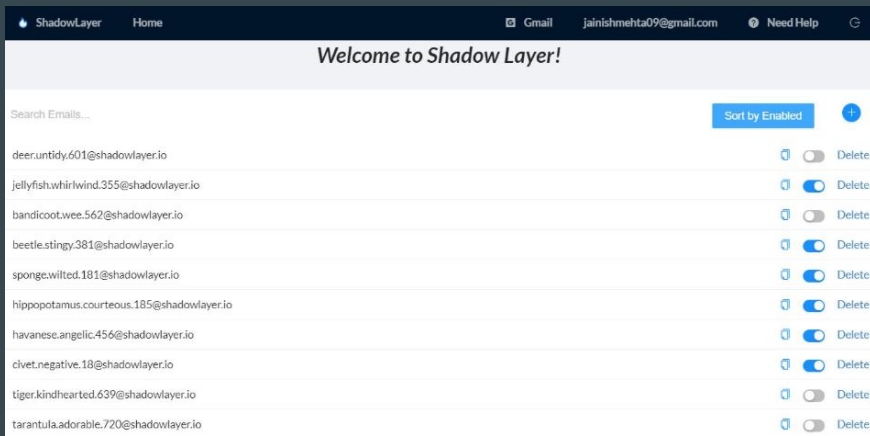 ShadowLayer Home Gmail jainishmehta09@gmail.com Need Help
Welcome to Shadow Layer!
Search Emails... Sort by Enabled
deer.untidy.601@shadowlayer.io Delete
jellyfish.whirlwind.355@shadowlayer.io Delete
bandicoot.wee.562@shadowlayer.io Delete
beetle.stingy.381@shadowlayer.io Delete
sponge.wilted.181@shadowlayer.io Delete
hippopotamus.courteous.185@shadowlayer.io Delete
havanese.angelic.456@shadowlayer.io Delete
civet.negative.18@shadowlayer.io Delete
tiger.kindhearted.639@shadowlayer.io Delete
tarantula.adorable.720@shadowlayer.io Delete